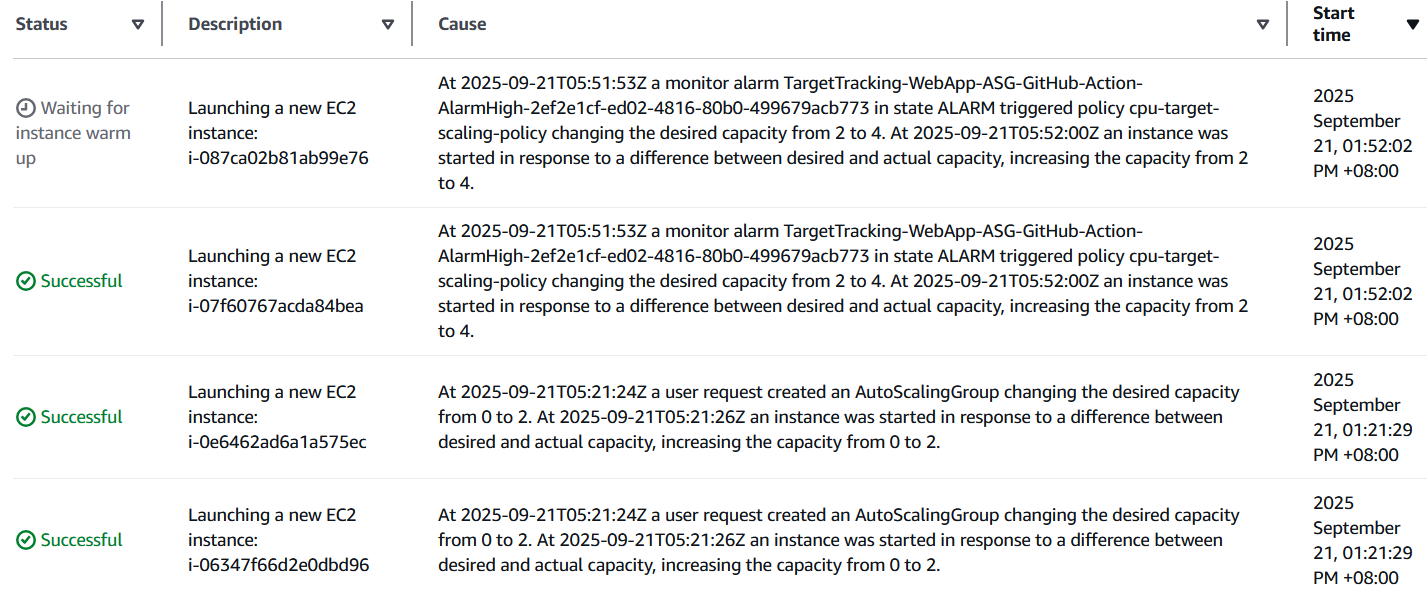 Status
Description
Cause
Start
time
Waiting for
instance warm
up
Launching a new EC2
instance:
i-087ca02b81ab99e76
At 2025-09-21T05:51:53Z a monitor alarm TargetTracking-WebApp-ASG-GitHub-Action-
AlarmHigh-2ef2e1cf-ed02-4816-80b0-499679acb773 in state ALARM triggered policy cpu-target-
scaling-policy changing the desired capacity from 2 to 4. At 2025-09-21T05:52:00Z an instance was
started in response to a difference between desired and actual capacity, increasing the capacity from 2
to 4.
2025
September
21, 01:52:02
PM +08:00
Successful
Launching a new EC2
instance:
i-07f60767acda84bea
At 2025-09-21T05:51:53Z a monitor alarm TargetTracking-WebApp-ASG-GitHub-Action-
AlarmHigh-2ef2e1cf-ed02-4816-80b0-499679acb773 in state ALARM triggered policy cpu-target-
scaling-policy changing the desired capacity from 2 to 4. At 2025-09-21T05:52:00Z an instance was
started in response to a difference between desired and actual capacity, increasing the capacity from 2
to 4.
2025
September
21, 01:52:02
PM +08:00
Successful
Launching a new EC2
instance:
i-0e6462ad6a1a575ec
At 2025-09-21T05:21:24Z a user request created an AutoScalingGroup changing the desired capacity
from 0 to 2. At 2025-09-21T05:21:26Z an instance was started in response to a difference between
desired and actual capacity, increasing the capacity from 0 to 2.
2025
September
21, 01:21:29
PM +08:00
Successful
Launching a new EC2
instance:
i-06347f66d2e0dbd96
At 2025-09-21T05:21:24Z a user request created an AutoScalingGroup changing the desired capacity
from 0 to 2. At 2025-09-21T05:21:26Z an instance was started in response to a difference between
desired and actual capacity, increasing the capacity from 0 to 2.
2025
September
21, 01:21:29
PM +08:00